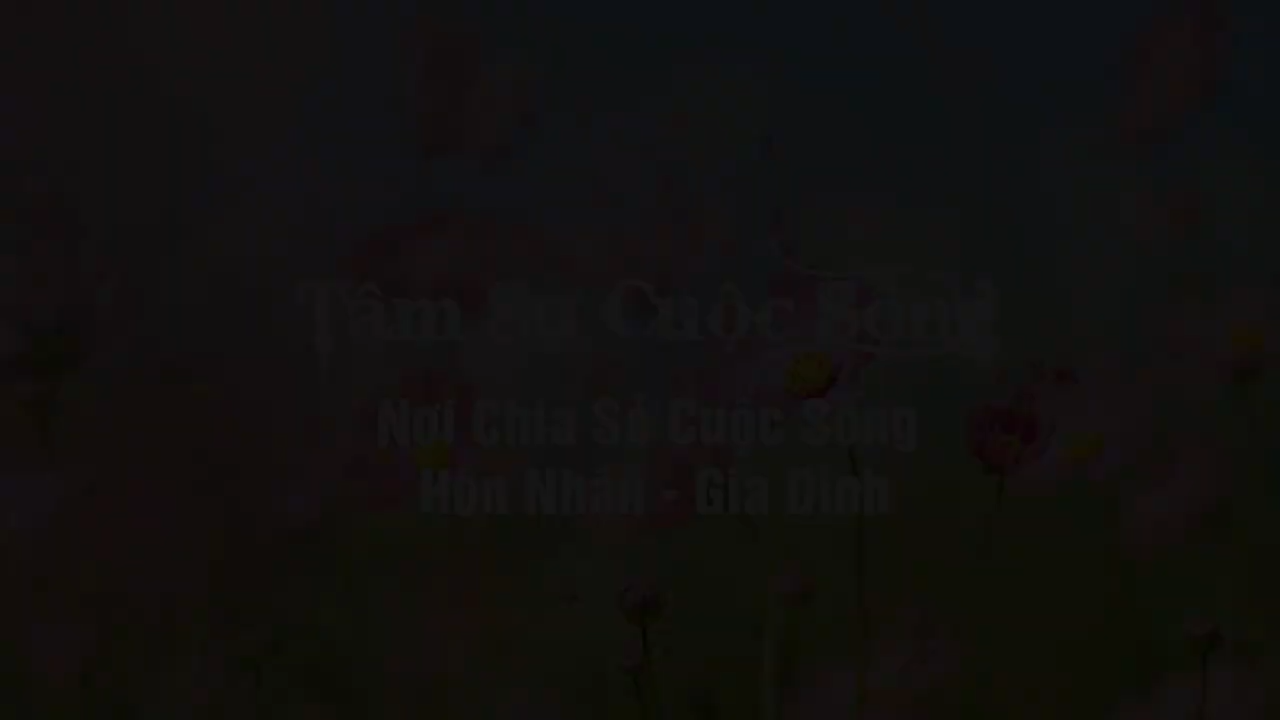 Tâm Sự Cuộc Sống
Nơi Chia Sẻ Cuộc Sống
Hôn Nhân - Gia Đình